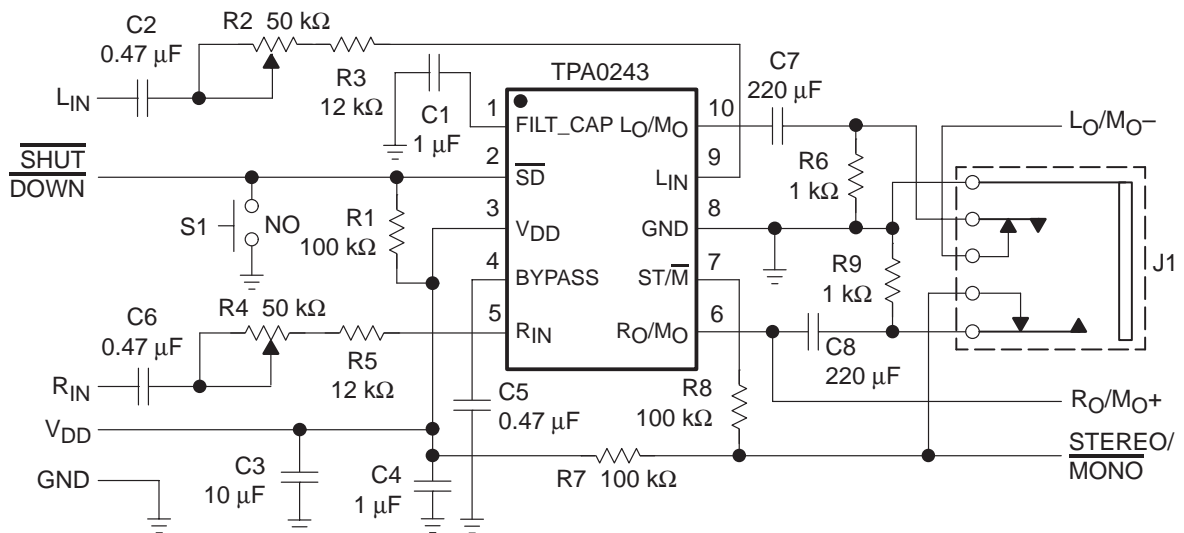 C2
0.47 μF
R2 50 kΩ
R3
12 kΩ
C1
1 μF
TPA0243
C7
220 μF
L_IN
1
FILT_CAP
L_O/M_O
10
L_O/M_O−
S̅H̅U̅T̅
D̅O̅W̅N̅
2
S̅D̅
L_IN
9
R6
1 kΩ
S1
NO
R1
100 kΩ
3
V_DD
GND
8
J1
4
BYPASS
ST/M̅
7
R9
1 kΩ
C6
0.47 μF
R4 50 kΩ
5
R_IN
R_O/M_O
6
R5
12 kΩ
C8
220 μF
R_IN
C5
0.47 μF
R8
100 kΩ
R_O/M_O+
V_DD
STEREO/
M̅O̅N̅O̅
GND
C3
10 μF
C4
1 μF
R7 100 kΩ